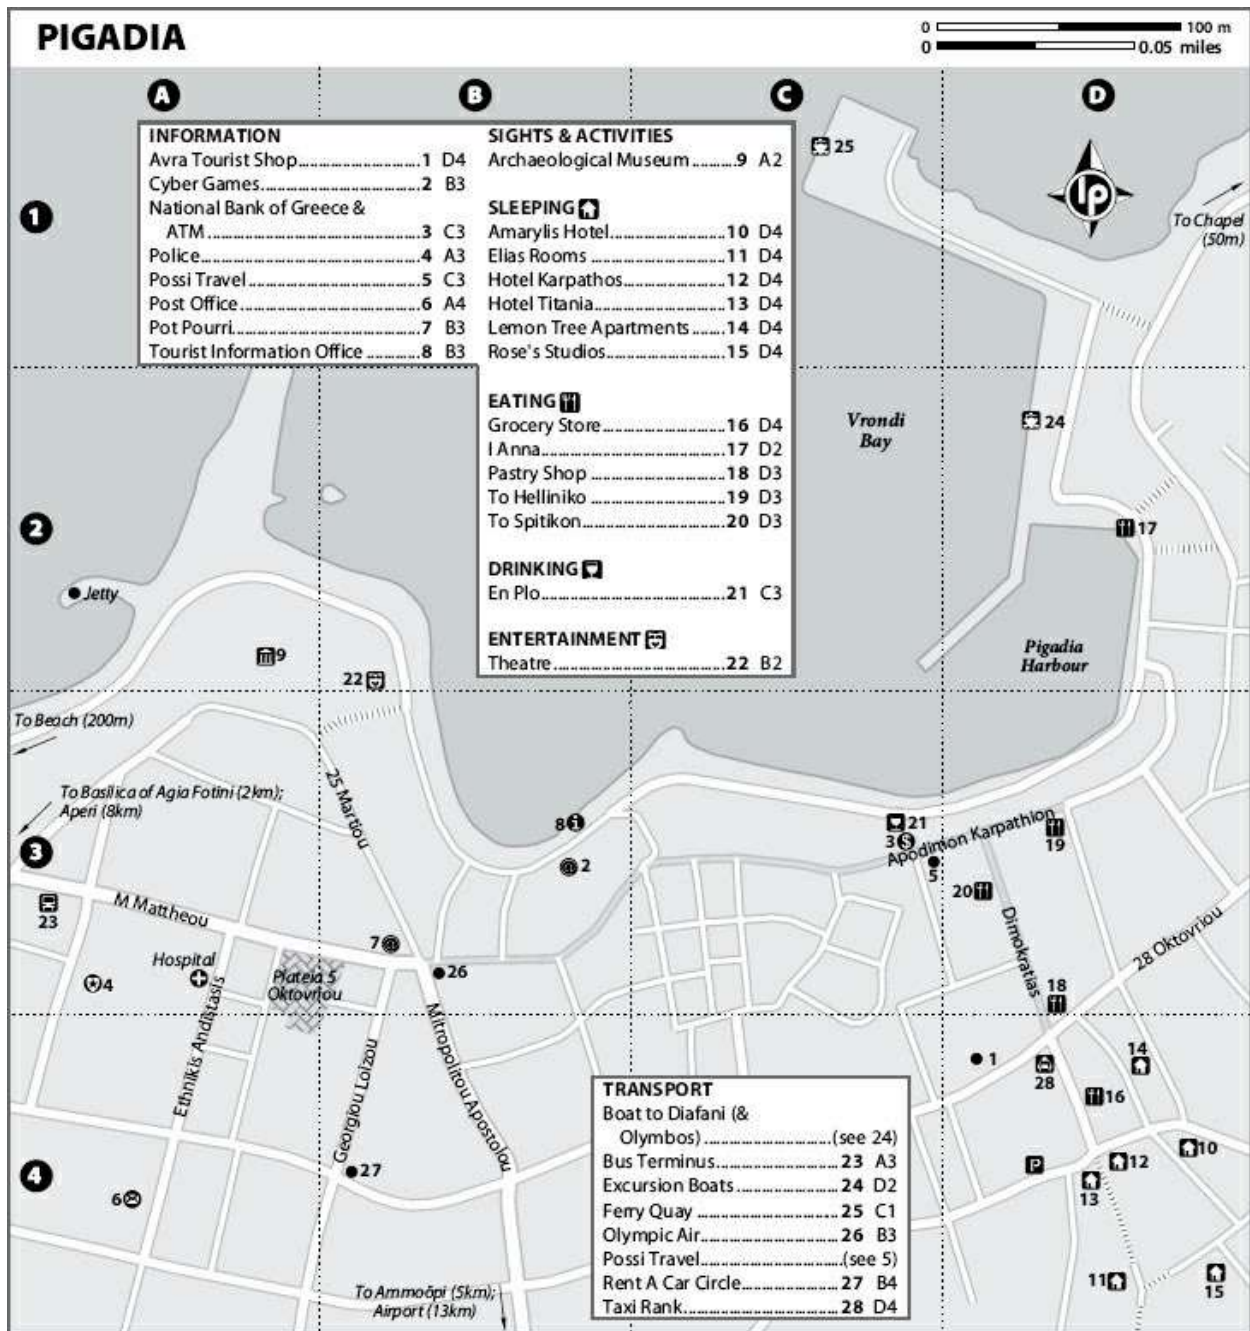 PIGADIA
0 100 m
0 0.05 miles
A B C D
INFORMATION
Avra Tourist Shop..............................1 D4
Cyber Games.......................................2 B3
National Bank of Greece &
ATM.....................................................3 C3
Police...................................................4 A3
Possi Travel..........................................5 C3
Post Office...........................................6 A4
Pot Pourri.............................................7 B3
Tourist Information Office.............8 B3
SIGHTS & ACTIVITIES
Archaeological Museum...........9 A2
SLEEPING
Amarylis Hotel............................10 D4
Elias Rooms.................................11 D4
Hotel Karpathos.........................12 D4
Hotel Titania................................13 D4
Lemon Tree Apartments.......14 D4
Rose's Studios.............................15 D4
EATING
Grocery Store..............................16 D4
I Anna............................................17 D2
Pastry Shop..................................18 D3
To Helliniko..................................19 D3
To Spitikon...................................20 D3
DRINKING
En Plo............................................21 C3
ENTERTAINMENT
Theatre..........................................22 B2
25
lp
To Chapel
(50m)
1
Vrondi
Bay
24
17
2
Jetty
9
22
Pigadia
Harbour
To Beach (200m)
To Basilica of Agia Fotini (2km);
Aperi (8km)
25 Martiou
8 i
2
21
3 $
Apodimon Karpathion
5
19
20
3
23
M Mattheou
7
26
Dimokratias
28 Oktovriou
Hospital
4
Plateia 5
Oktovriou
18
Ethnikis Andistasis
Georgiou Loizou
Mitropolitou Apostolou
1
28
14
16
P
12
10
13
4
27
6
11
15
To Ammoöpi (5km);
Airport (13km)
TRANSPORT
Boat to Diafani (&
Olymbos)............................(see 24)
Bus Terminus..............................23 A3
Excursion Boats.........................24 D2
Ferry Quay...................................25 C1
Olympic Air..................................26 B3
Possi Travel..............................(see 5)
Rent A Car Circle........................27 B4
Taxi Rank......................................28 D4